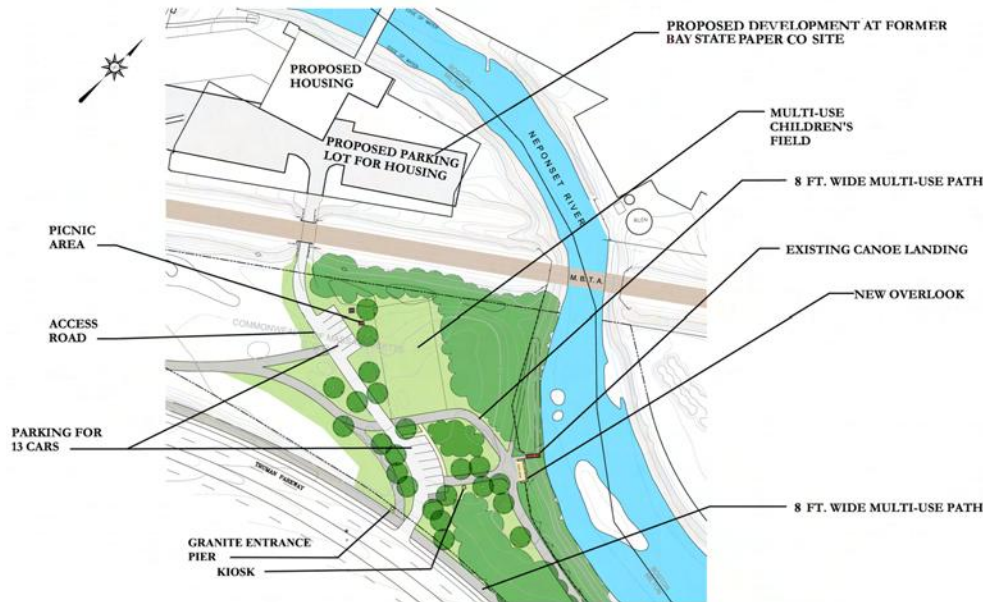 PROPOSED DEVELOPMENT AT FORMER
BAY STATE PAPER CO SITE
PROPOSED
HOUSING
MULTI-USE
CHILDREN'S
FIELD
PROPOSED PARKING
LOT FOR HOUSING
NEPONSET RIVER
8 FT. WIDE MULTI-USE PATH
PICNIC
AREA
EXISTING CANOE LANDING
M.B.T.A.
NEW OVERLOOK
ACCESS
ROAD
PARKING FOR
13 CARS
TRUMAN PARKWAY
8 FT. WIDE MULTI-USE PATH
GRANITE ENTRANCE
PIER
KIOSK